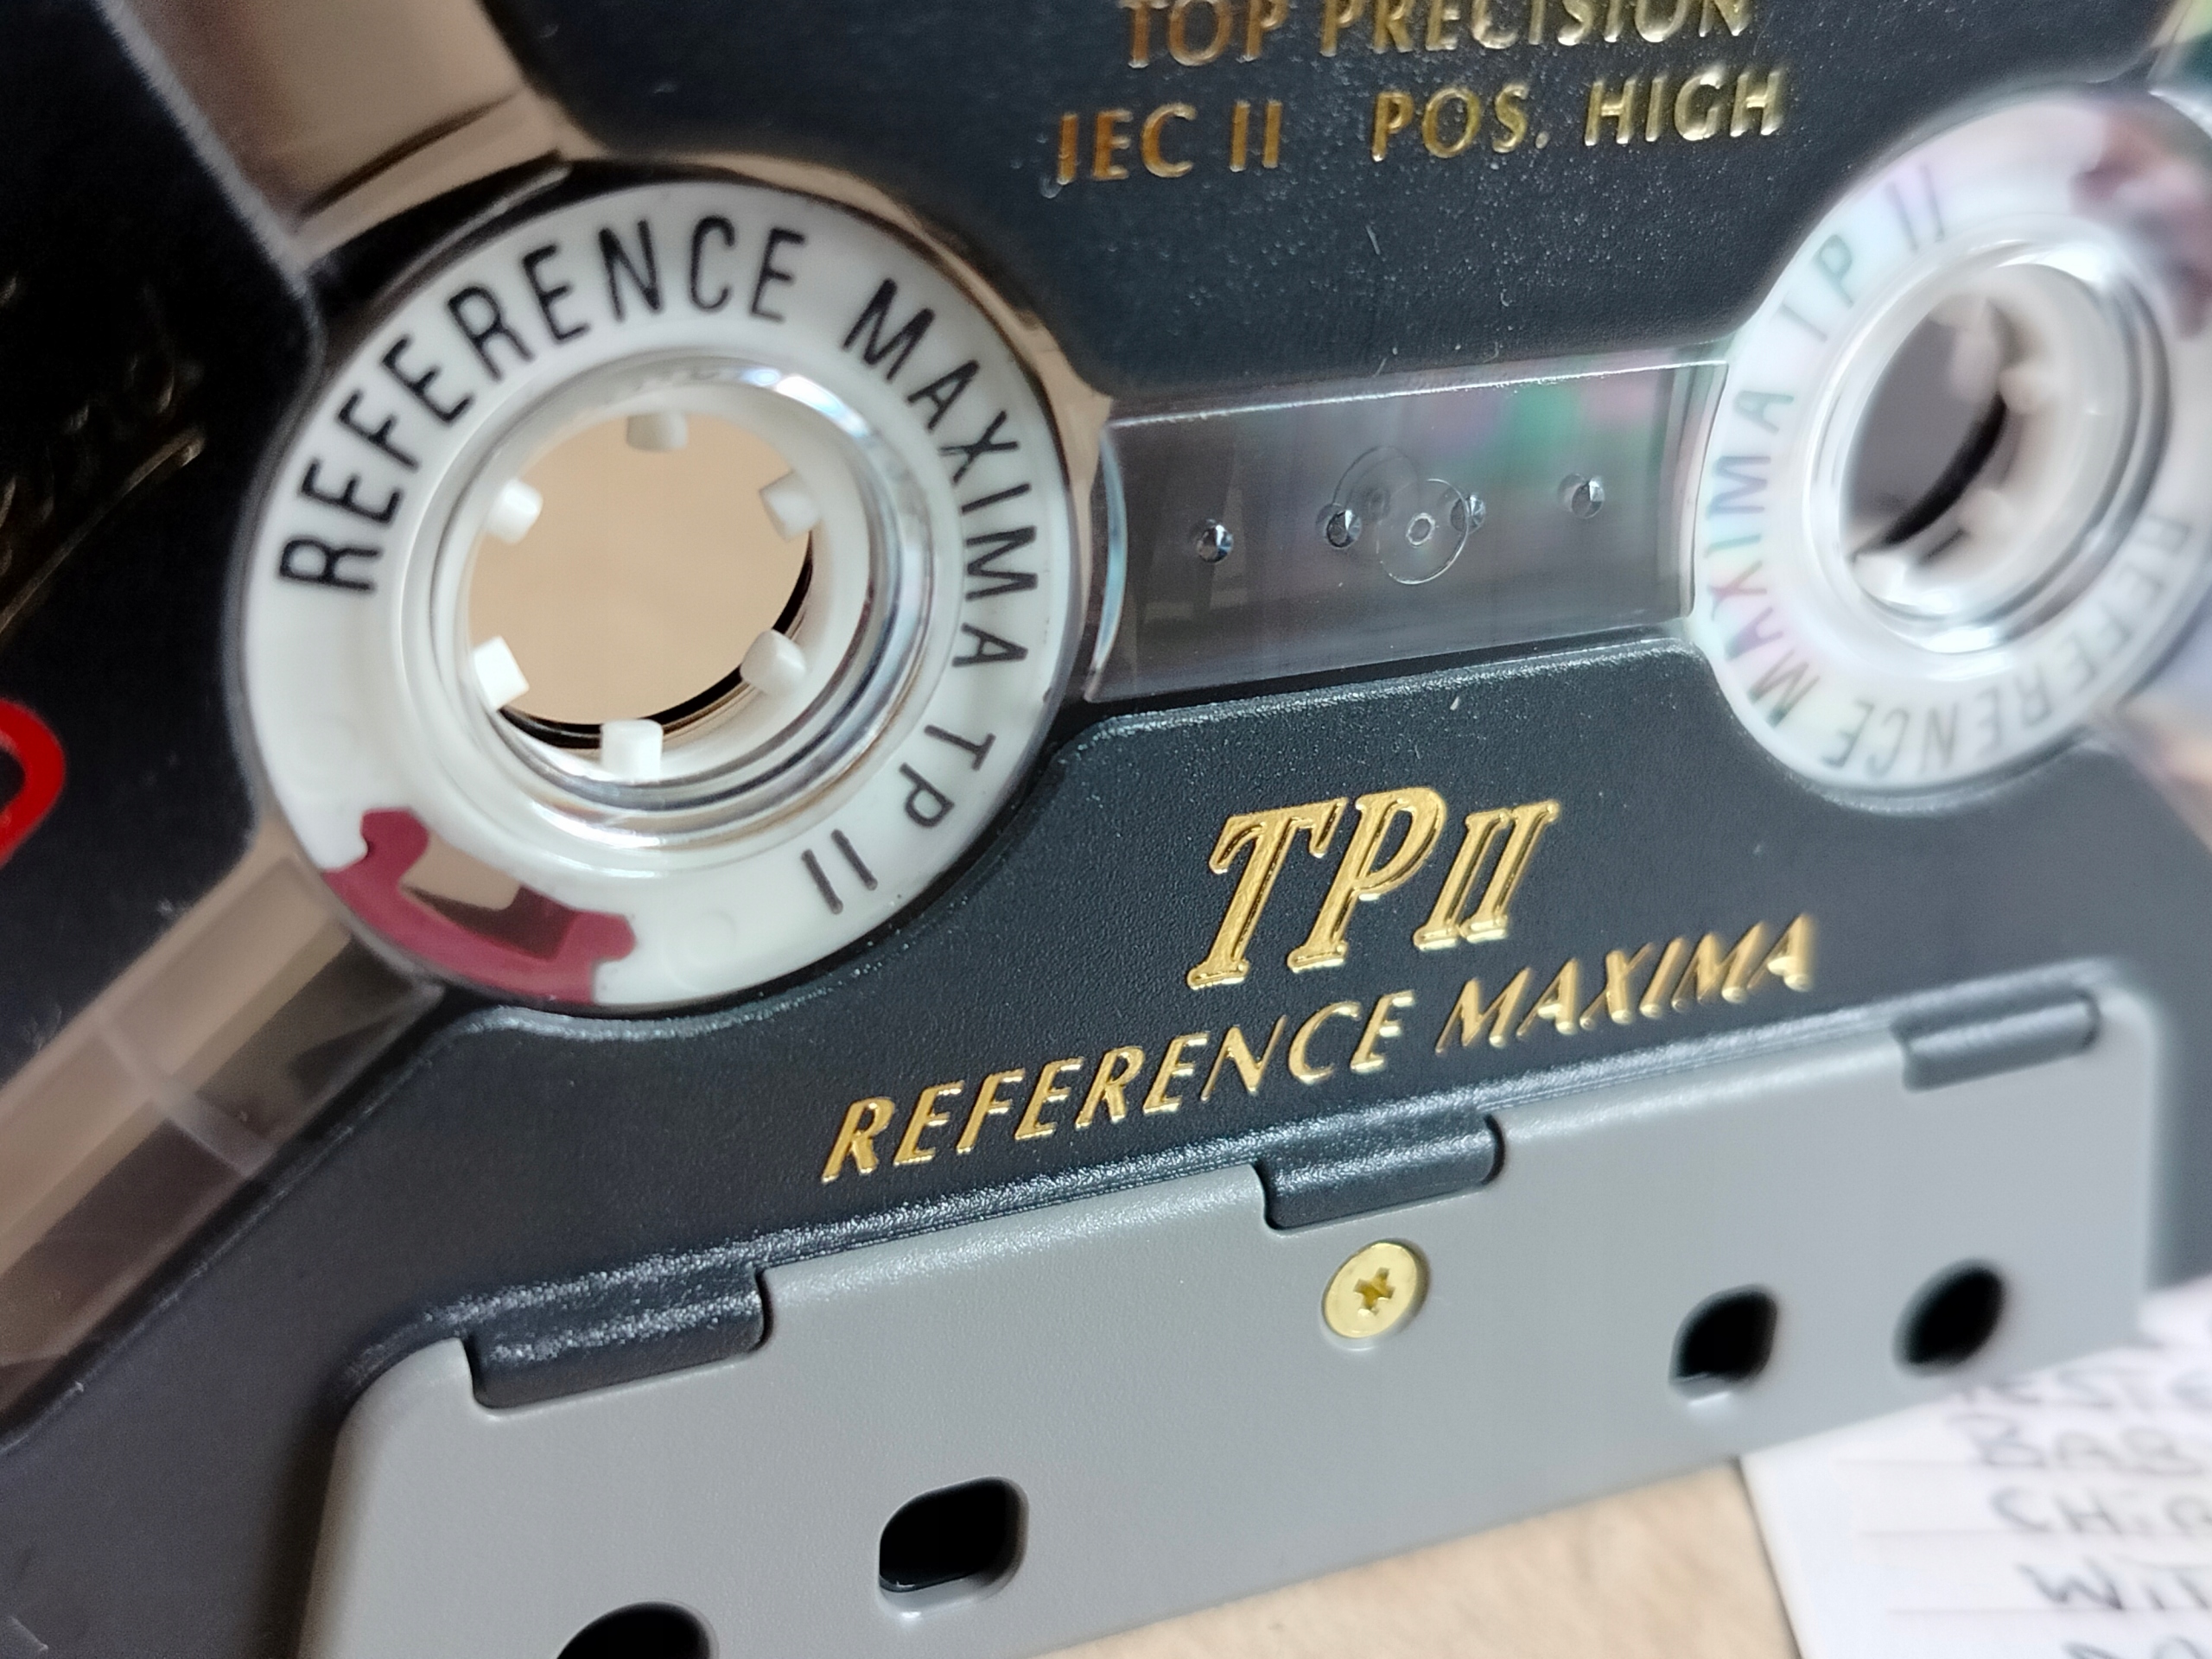 TOP PRECISION
IEC II POS. HIGH
REFERENCE MAXIMA TP II
REFERENCE MAXIMA TP II
TPII
REFERENCE MAXIMA